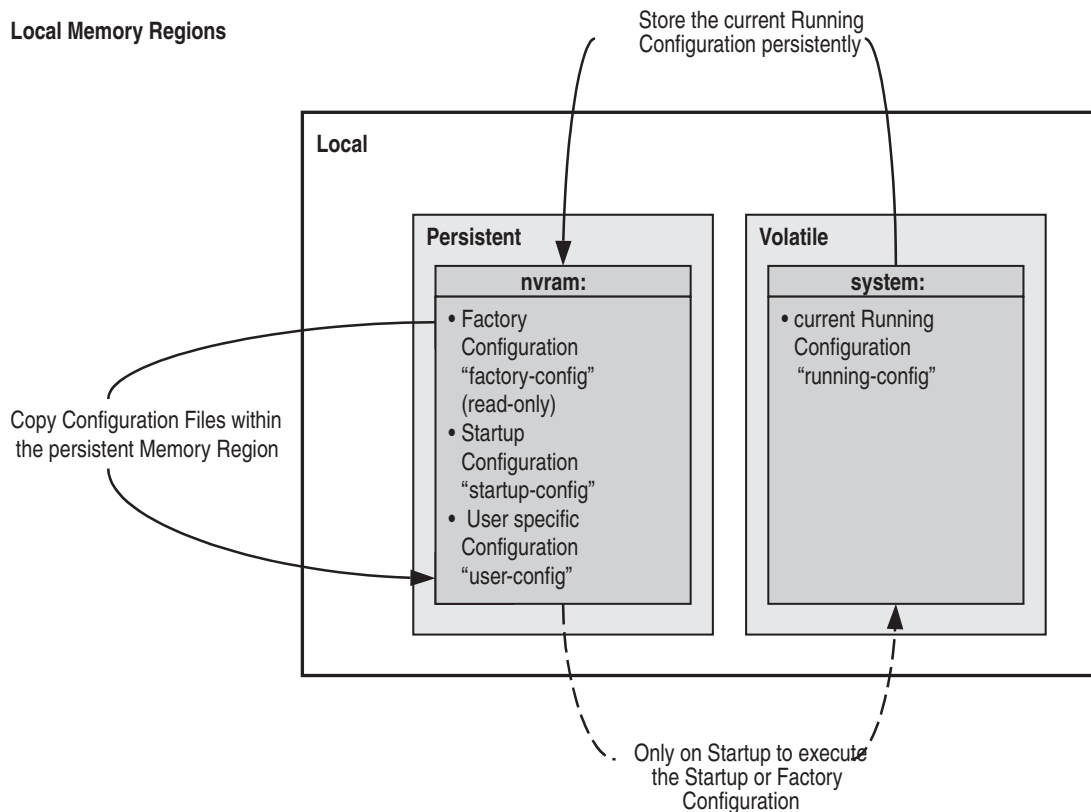 Local Memory Regions
Store the current Running
Configuration persistently
Local
Persistent
nvram:
• Factory
Configuration
“factory-config”
(read-only)
• Startup
Configuration
“startup-config”
• User specific
Configuration
“user-config”
Volatile
system:
• current Running
Configuration
“running-config”
Copy Configuration Files within
the persistent Memory Region
Only on Startup to execute
the Startup or Factory
Configuration